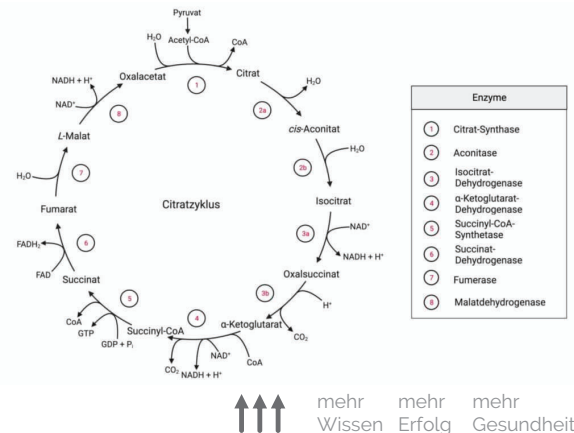 Pyruvat
H₂O
Acetyl-CoA
CoA
Oxalacetat
1
Citrat
H₂O
2a
cis-Aconitat
H₂O
2b
Isocitrat
NAD⁺
3a
NADH + H⁺
Oxalsuccinat
H⁺
3b
CO₂
α-Ketoglutarat
CoA
NAD⁺
4
NADH + H⁺
CO₂
Succinyl-CoA
GDP + Pᵢ
GTP
CoA
5
Succinat
FAD
6
FADH₂
Fumarat
H₂O
7
L-Malat
NAD⁺
8
NADH + H⁺
Citratzyklus
Enzyme
1 Citrat-Synthase
2 Aconitase
3 Isocitrat-
Dehydrogenase
4 α-Ketoglutarat-
Dehydrogenase
5 Succinyl-CoA-
Synthetase
6 Succinat-
Dehydrogenase
7 Fumerase
8 Malatdehydrogenase
mehr mehr mehr
Wissen Erfolg Gesundheit